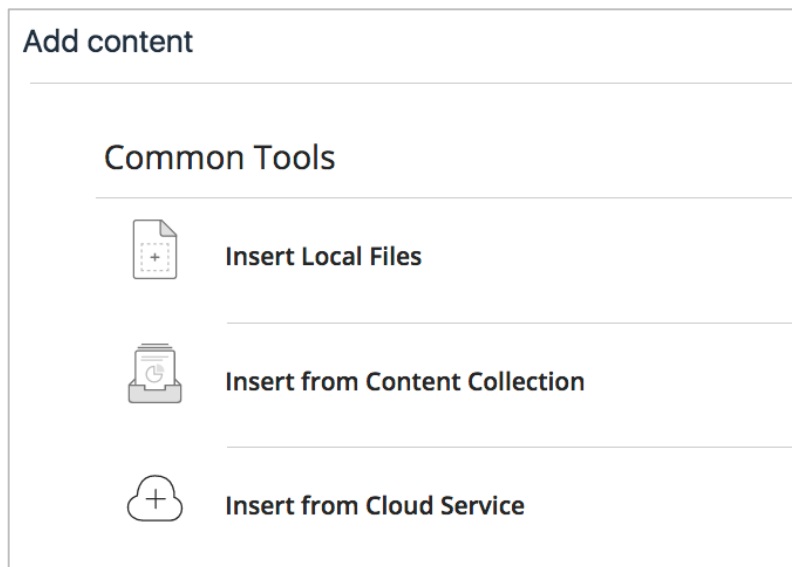 Add content
Common Tools
Insert Local Files
Insert from Content Collection
Insert from Cloud Service